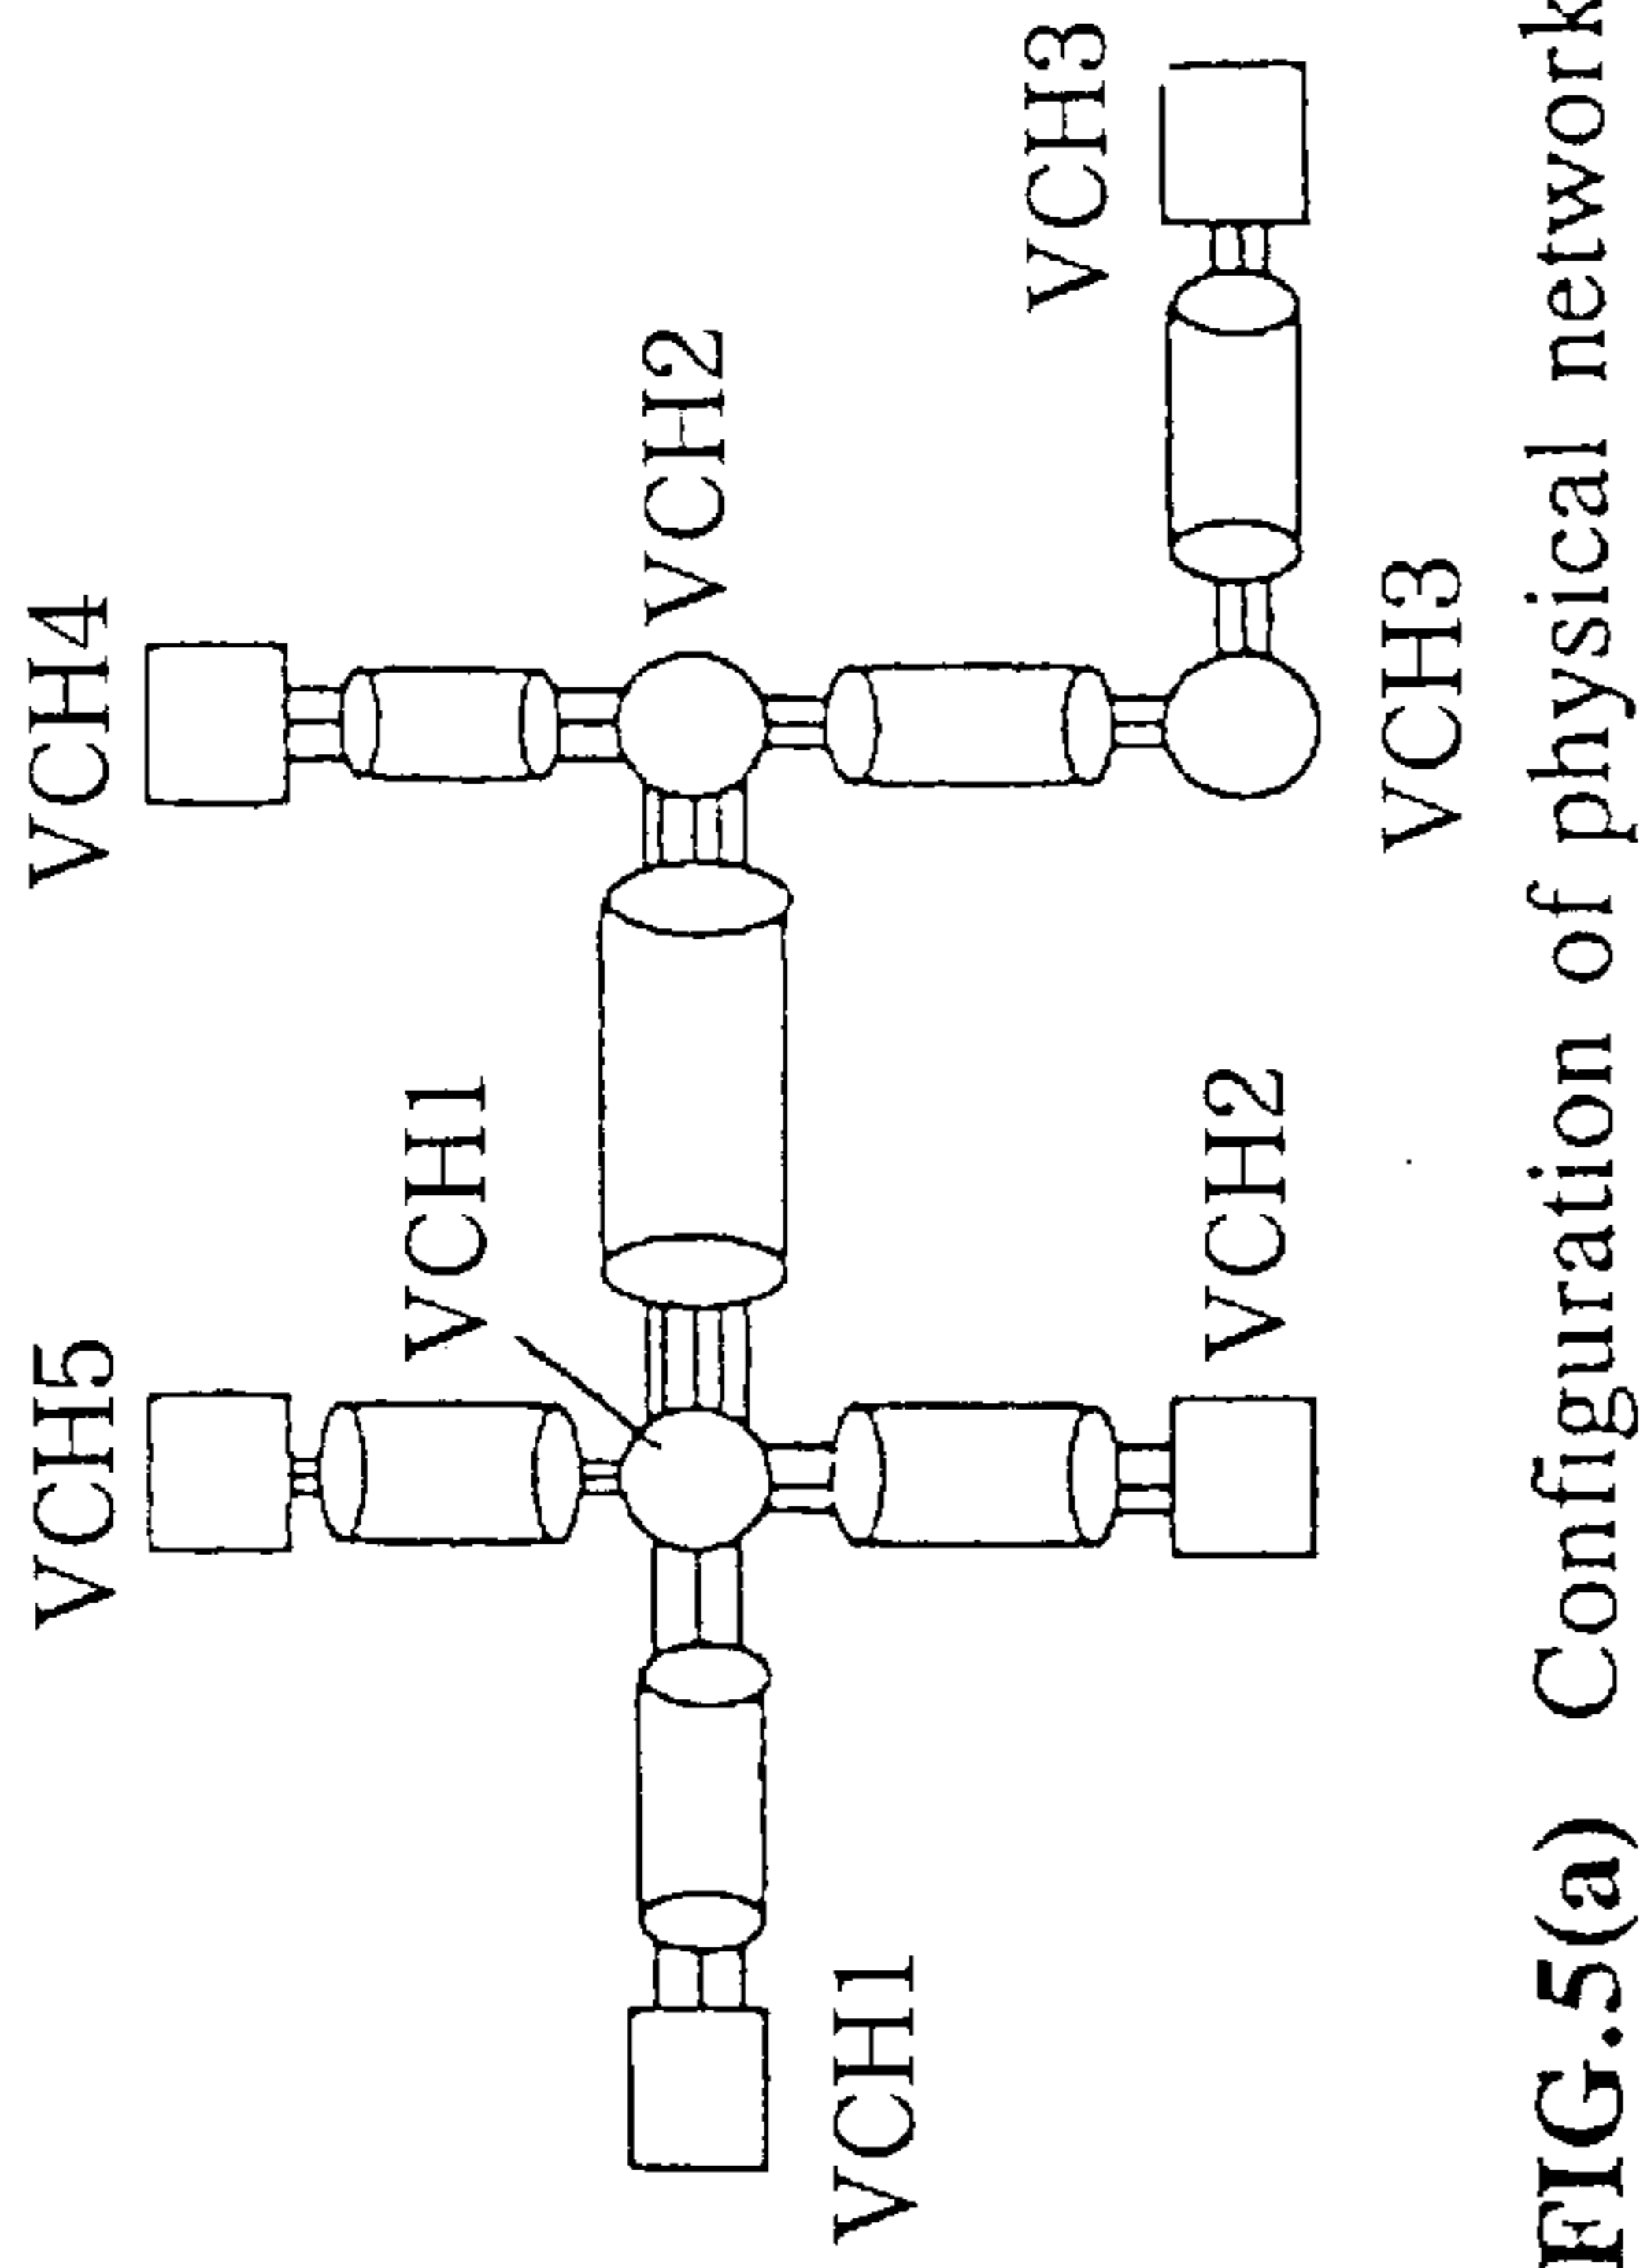 VCH5 VCH4
VCH1
VCH2
VCH1
VCH3
VCH2
VCH3
FIG.5(a) Configuration of physical network